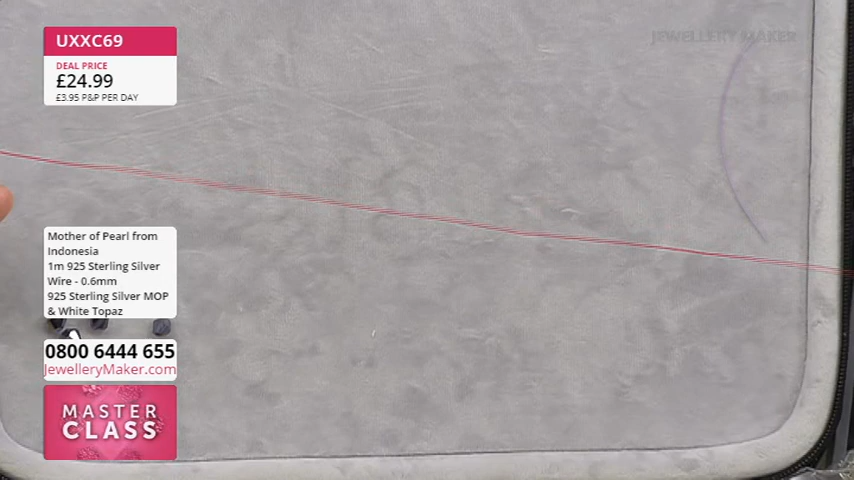 UXXC69
DEAL PRICE
£24.99
£3.95 P&P PER DAY
JEWELLERY MAKER
Mother of Pearl from
Indonesia
1m 925 Sterling Silver
Wire - 0.6mm
925 Sterling Silver MOP
& White Topaz
0800 6444 655
JewelleryMaker.com
MASTER
CLASS